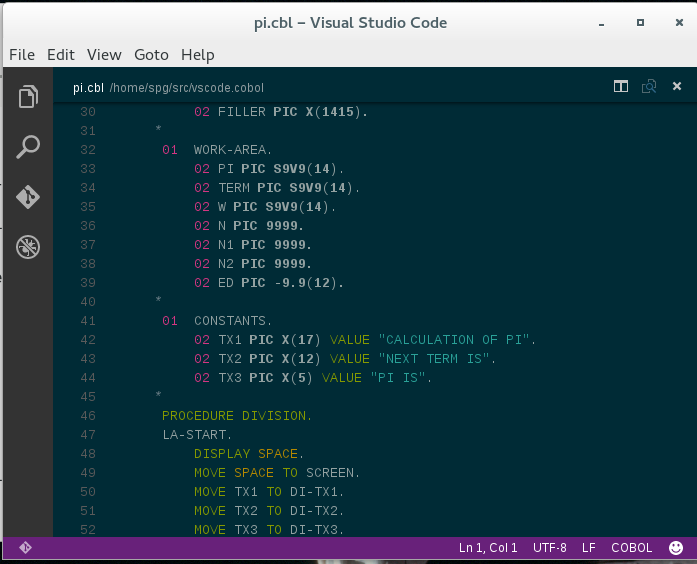 pi.cbl – Visual Studio Code
File Edit View Goto Help
pi.cbl /home/spg/src/vscode.cobol
30 02 FILLER PIC X(1415).
31 *
32 01 WORK-AREA.
33 02 PI PIC S9V9(14).
34 02 TERM PIC S9V9(14).
35 02 W PIC S9V9(14).
36 02 N PIC 9999.
37 02 N1 PIC 9999.
38 02 N2 PIC 9999.
39 02 ED PIC -9.9(12).
40 *
41 01 CONSTANTS.
42 02 TX1 PIC X(17) VALUE "CALCULATION OF PI".
43 02 TX2 PIC X(12) VALUE "NEXT TERM IS".
44 02 TX3 PIC X(5) VALUE "PI IS".
45 *
46 PROCEDURE DIVISION.
47 LA-START.
48 DISPLAY SPACE.
49 MOVE SPACE TO SCREEN.
50 MOVE TX1 TO DI-TX1.
51 MOVE TX2 TO DI-TX2.
52 MOVE TX3 TO DI-TX3.
Ln 1, Col 1 UTF-8 LF COBOL